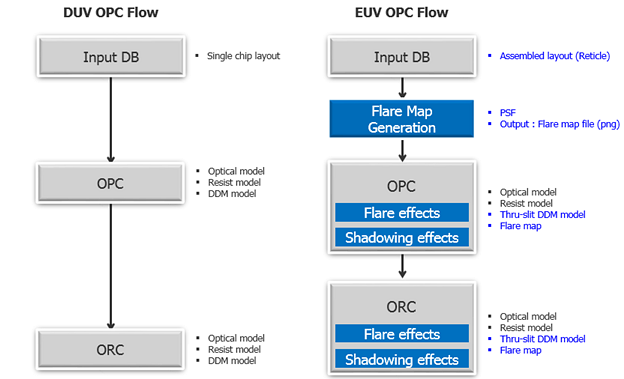 DUV OPC Flow
Input DB
▪ Single chip layout
OPC
▪ Optical model
▪ Resist model
▪ DDM model
ORC
▪ Optical model
▪ Resist model
▪ DDM model
EUV OPC Flow
Input DB
▪ Assembled layout (Reticle)
Flare Map
Generation
▪ PSF
▪ Output : Flare map file (png)
OPC
Flare effects
Shadowing effects
▪ Optical model
▪ Resist model
▪ Thru-slit DDM model
▪ Flare map
ORC
Flare effects
Shadowing effects
▪ Optical model
▪ Resist model
▪ Thru-slit DDM model
▪ Flare map